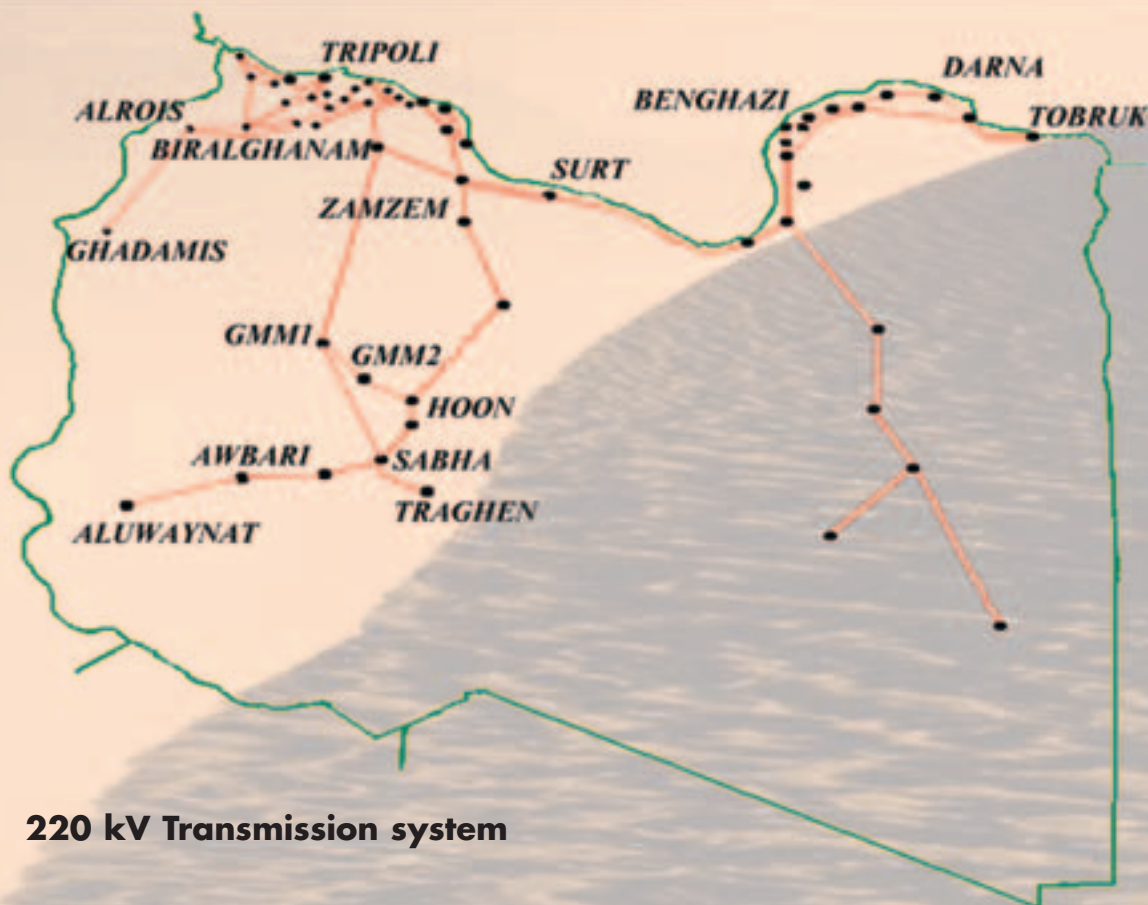 TRIPOLI
DARNA
BENGHAZI
ALROIS
TOBRUK
BIRALGHANAM
SURT
ZAMZEM
GHADAMIS
GMM1
GMM2
HOON
AWBARI
SABHA
TRAGHEN
ALUWAYNAT
220 kV Transmission system